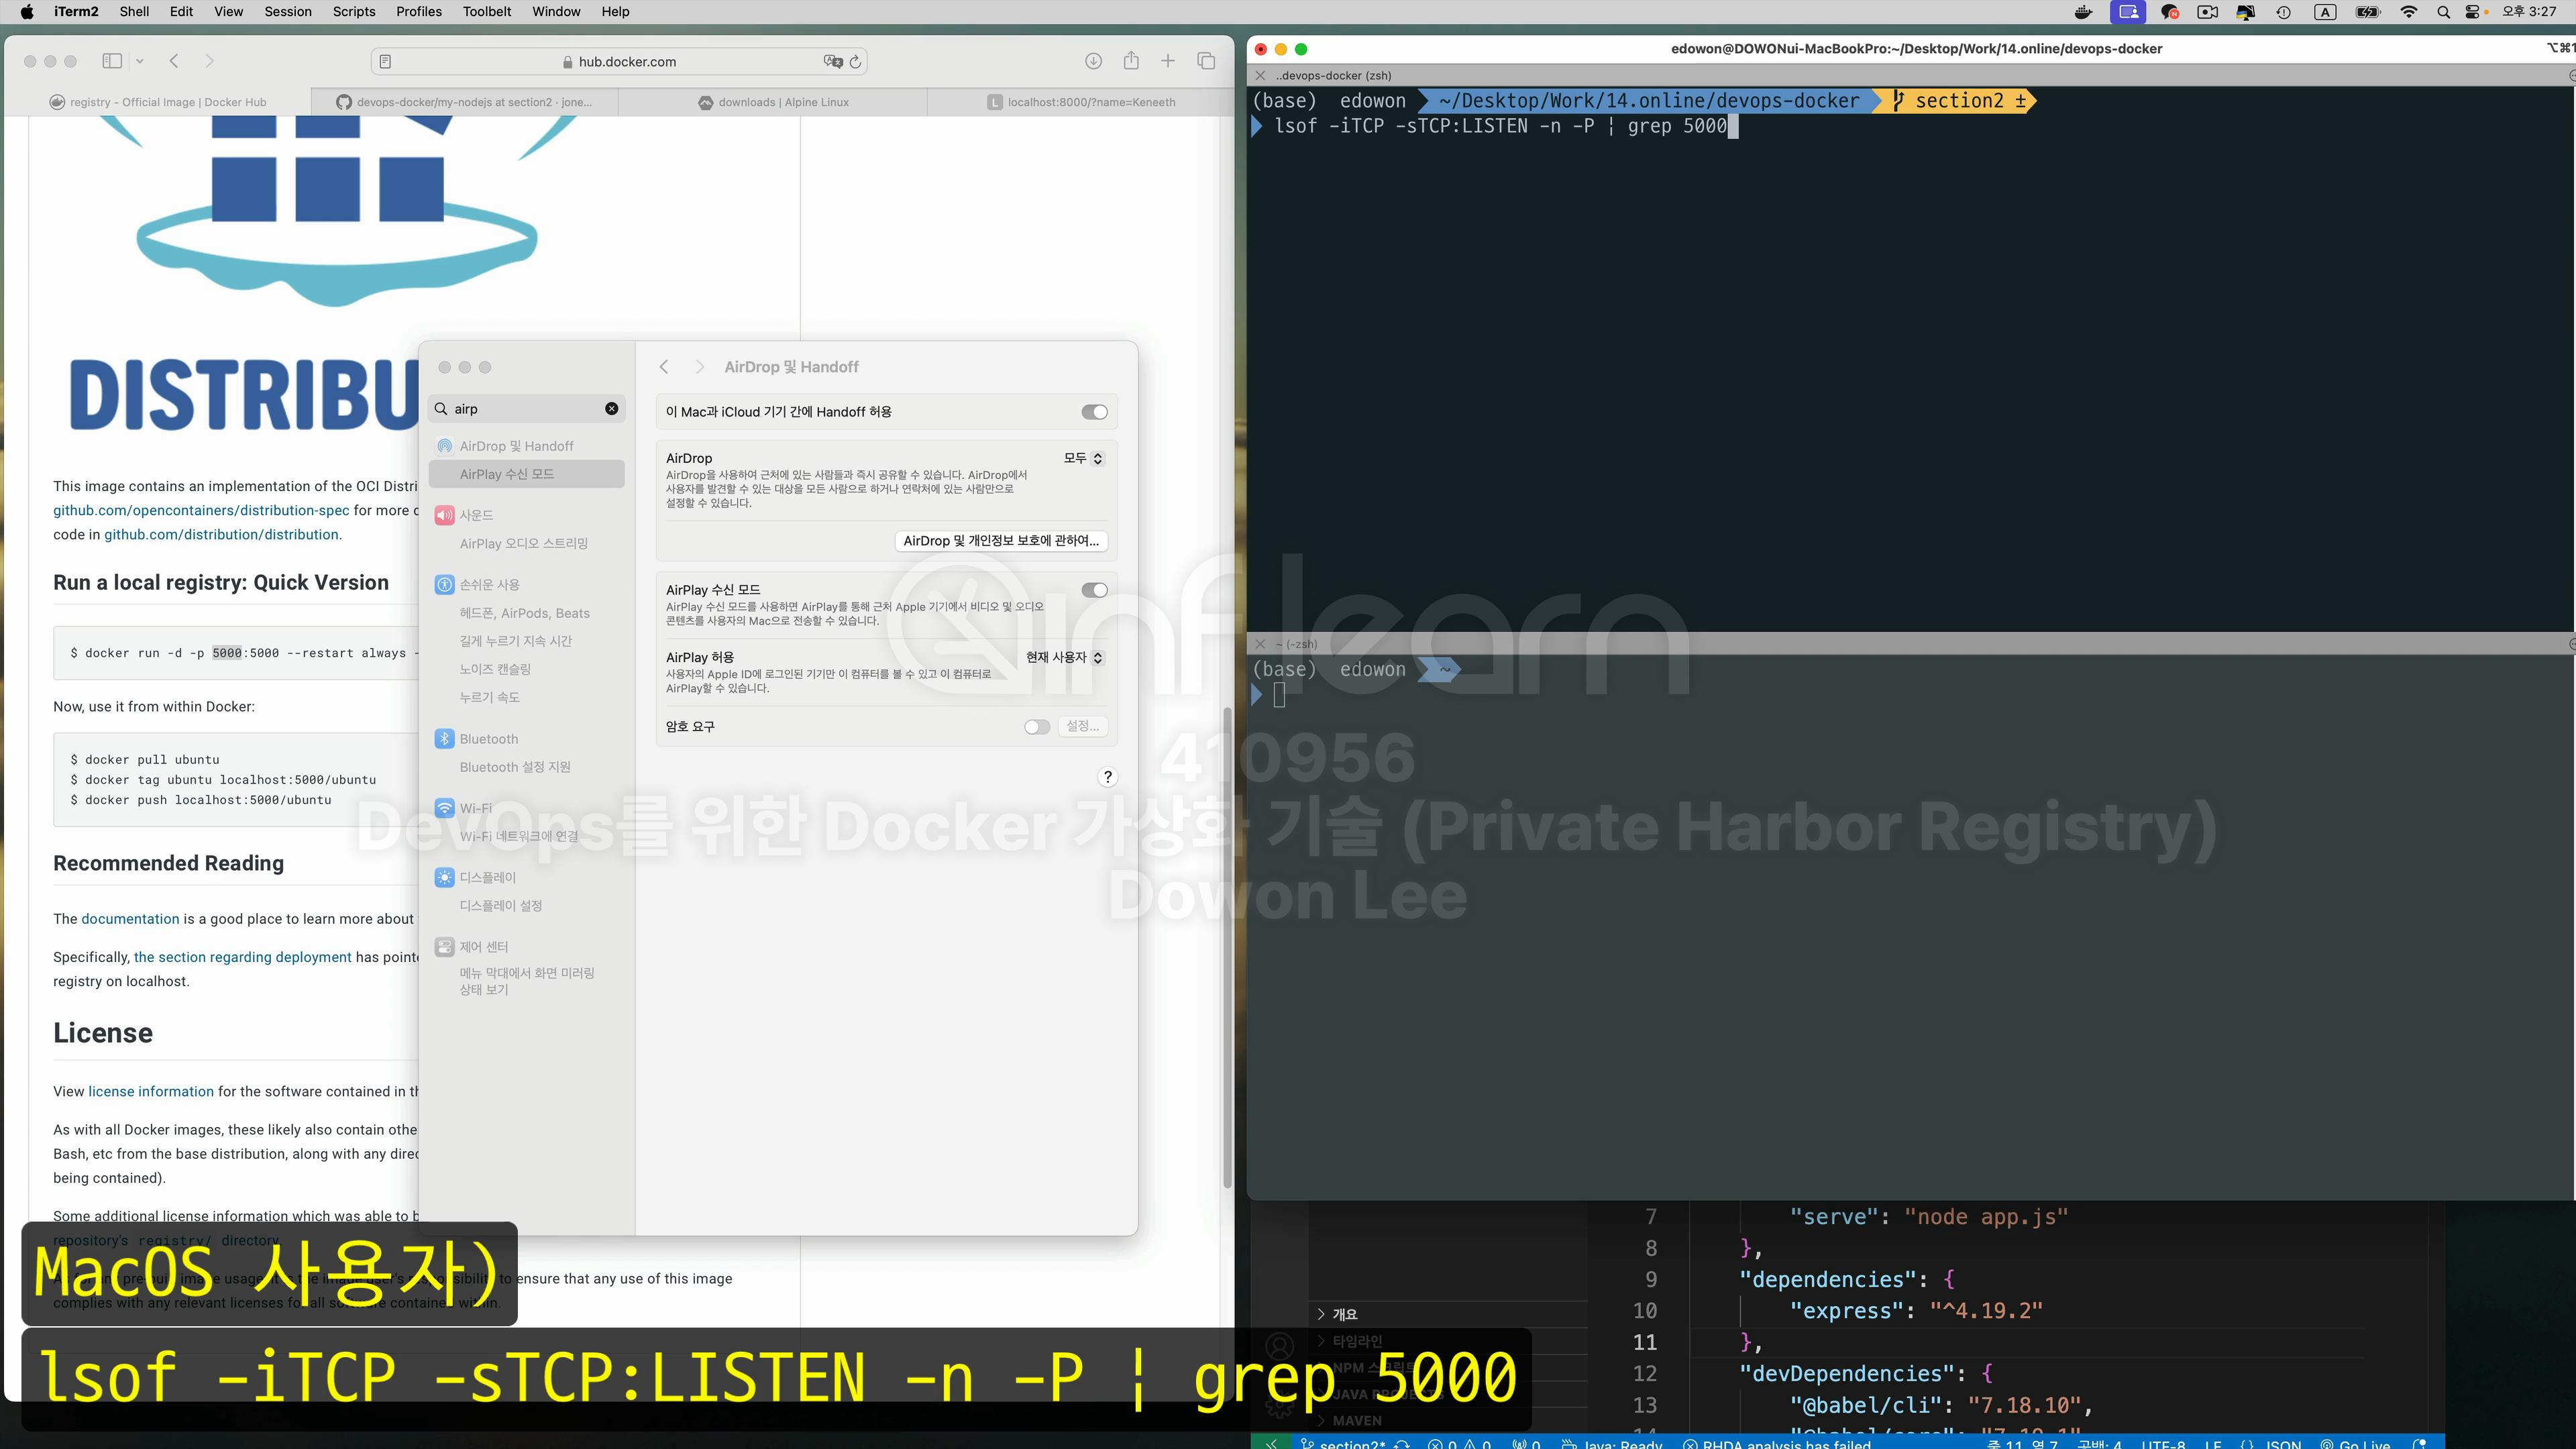 iTerm2 Shell Edit View Session Scripts Profiles Toolbelt Window Help
A 오후 3:27
hub.docker.com
registry - Official Image | Docker Hub
devops-docker/my-nodejs at section2 · jone...
downloads | Alpine Linux
L localhost:8000/?name=Keneeth
DISTRIBU
This image contains an implementation of the OCI Distri
github.com/opencontainers/distribution-spec for more
code in github.com/distribution/distribution.
Run a local registry: Quick Version
$ docker run -d -p 5000:5000 --restart always -
Now, use it from within Docker:
$ docker pull ubuntu
$ docker tag ubuntu localhost:5000/ubuntu
$ docker push localhost:5000/ubuntu
Recommended Reading
The documentation is a good place to learn more about
Specifically, the section regarding deployment has pointe
registry on localhost.
License
View license information for the software contained in th
As with all Docker images, these likely also contain othe
Bash, etc from the base distribution, along with any direc
being contained).
Some additional license information which was able to b
repository's registry/ directory.
As for any pre-built image usage, it is the image user's responsibility to ensure that any use of this image
complies with any relevant licenses for all software contained within.
airp
AirDrop 및 Handoff
AirPlay 수신 모드
사운드
AirPlay 오디오 스트리밍
손쉬운 사용
헤드폰, AirPods, Beats
길게 누르기 지속 시간
노이즈 캔슬링
누르기 속도
Bluetooth
Bluetooth 설정 지원
Wi-Fi
Wi-Fi 네트워크에 연결
디스플레이
디스플레이 설정
제어 센터
메뉴 막대에서 화면 미러링
상태 보기
AirDrop 및 Handoff
이 Mac과 iCloud 기기 간에 Handoff 허용
AirDrop 모두
AirDrop을 사용하여 근처에 있는 사람들과 즉시 공유할 수 있습니다. AirDrop에서
사용자를 발견할 수 있는 대상을 모든 사람으로 하거나 연락처에 있는 사람만으로
설정할 수 있습니다.
AirDrop 및 개인정보 보호에 관하여...
AirPlay 수신 모드
AirPlay 수신 모드를 사용하면 AirPlay를 통해 근처 Apple 기기에서 비디오 및 오디오
콘텐츠를 사용자의 Mac으로 전송할 수 있습니다.
AirPlay 허용 현재 사용자
사용자의 Apple ID에 로그인된 기기만 이 컴퓨터를 볼 수 있고 이 컴퓨터로
AirPlay할 수 있습니다.
암호 요구 설정...
?
edowon@DOWONui-MacBookPro:~/Desktop/Work/14.online/devops-docker
⌥⌘1
..devops-docker (zsh)
(base) edowon ~/Desktop/Work/14.online/devops-docker section2 ±
lsof -iTCP -sTCP:LISTEN -n -P | grep 5000
~ (-zsh)
(base) edowon ~
inflearn
410956
DevOps를 위한 Docker 가상화 기술 (Private Harbor Registry)
Dowon Lee
개요
타임라인
NPM 스크립트
JAVA PROJECTS
MAVEN
7 "serve": "node app.js"
8 },
9 "dependencies": {
10 "express": "^4.19.2"
11 },
12 "devDependencies": {
13 "@babel/cli": "7.18.10",
section2* 0 0 0 Java: Ready RHDA analysis has failed 줄 11, 열 7 공백: 4 UTF-8 LF {} JSON Go Live
MacOS 사용자)
lsof -iTCP -sTCP:LISTEN -n -P | grep 5000